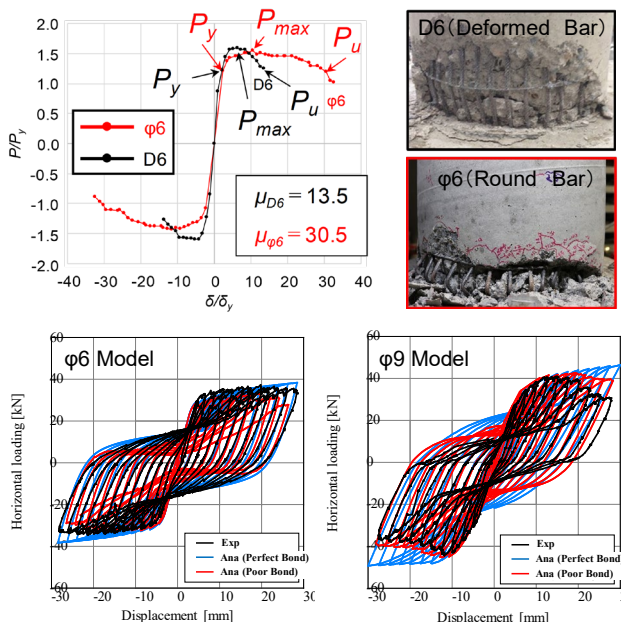 2.0
1.5
1.0
0.5
0.0
-0.5
-1.0
1.5
2.0
P/Py
-40 -30 -20 -10 0 10 20 30 40
δ/δy
Py
Pmax
Pu
Py
D6
φ6
Pu
Pmax
φ6
D6
μD6=13.5
μφ6=30.5
D6(Deformed Bar)
φ6(Round Bar)
φ6 Model
60
40
20
0
-20
-40
60
Horizontal loading [kN]
-30 -20 -10 0 10 20 30
Displacement [mm]
Exp
Ana (Perfect Bond)
Ana (Poor Bond)
φ9 Model
60
40
20
0
-20
-40
60
Horizontal loading [kN]
-30 -20 -10 0 10 20 30
Displacement [mm]
Exp
Ana (Perfect Bond)
Ana (Poor Bond)